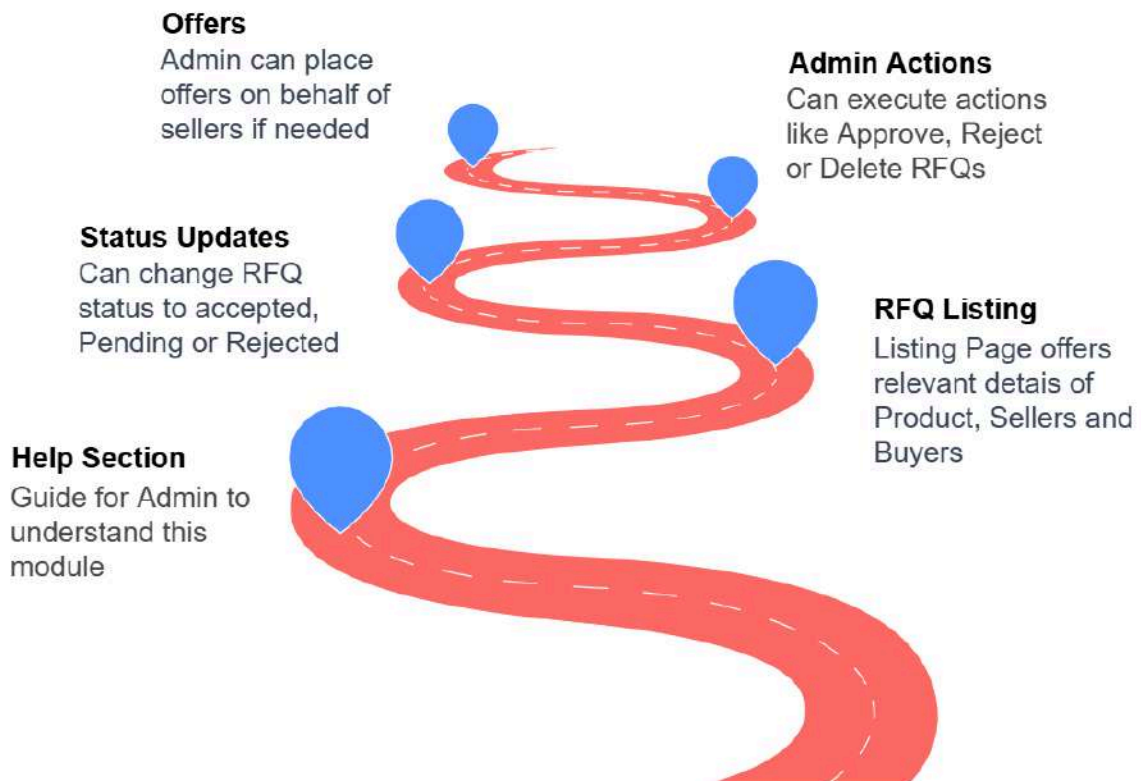 Offers
Admin can place
offers on behalf of
sellers if needed
Admin Actions
Can execute actions
like Approve, Reject
or Delete RFQs
Status Updates
Can change RFQ
status to accepted,
Pending or Rejected
RFQ Listing
Listing Page offers
relevant detais of
Product, Sellers and
Buyers
Help Section
Guide for Admin to
understand this
module